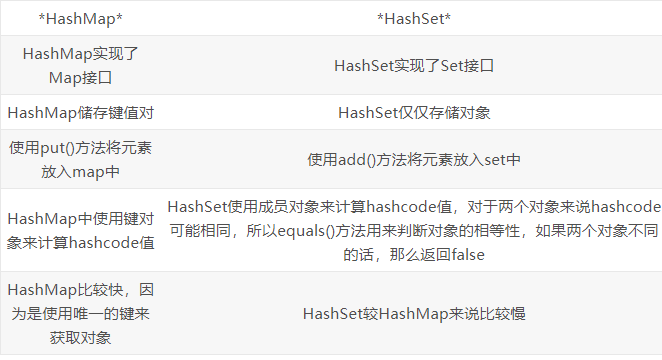 *HashMap*
*HashSet*
HashMap实现了
Map接口
HashSet实现了Set接口
HashMap储存键值对
HashSet仅仅存储对象
使用put()方法将元素
放入map中
使用add()方法将元素放入set中
HashMap中使用键对
象来计算hashcode值
HashSet使用成员对象来计算hashcode值，对于两个对象来说hashcode
可能相同，所以equals()方法用来判断对象的相等性，如果两个对象不同
的话，那么返回false
HashMap比较快，因
为是使用唯一的键来
获取对象
HashSet较HashMap来说比较慢